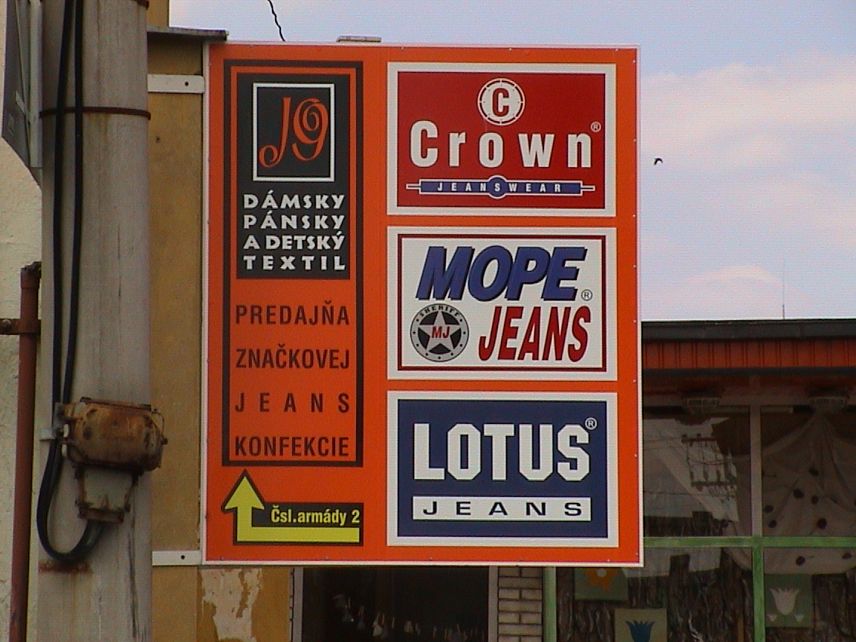 JG
DÁMSKY
PÁNSKY
A DETSKÝ
TEXTIL
PREDAJŇA
ZNAČKOVEJ
JEANS
KONFEKCIE
Čsl.armády 2
C
Crown®
JEANSWEAR
MOPE®
SHERIFF
MJ
JEANS
LOTUS®
JEANS